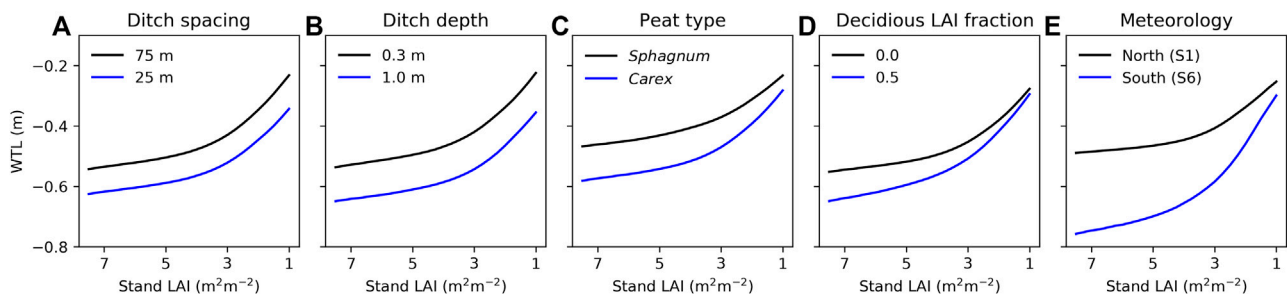 A Ditch spacing
B Ditch depth
C Peat type
D Decidious LAI fraction
E Meteorology
75 m
25 m
0.3 m
1.0 m
Sphagnum
Carex
0.0
0.5
North (S1)
South (S6)
WTL (m)
−0.2
−0.4
−0.6
−0.8
7 5 3 1
7 5 3 1
7 5 3 1
7 5 3 1
7 5 3 1
Stand LAI (m²m⁻²)
Stand LAI (m²m⁻²)
Stand LAI (m²m⁻²)
Stand LAI (m²m⁻²)
Stand LAI (m²m⁻²)